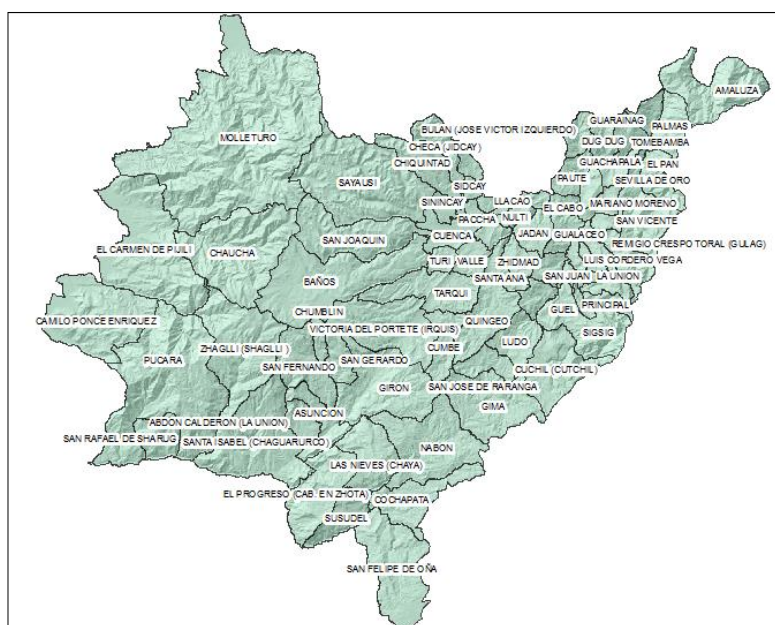 AMALUZA
GUARAINAG
PALMAS
BULAN (JOSE VICTOR IZQUIERDO)
MOLLETURO
CHECA (JIDCAY)
DUG DUG
TOMEBAMBA
CHIQUINTAD
GUACHAPALA
EL PAN
SAYAUSI
PAUTE
SEVILLA DE ORO
SIDCAY
SININCAY
LLACAO
EL CABO
MARIANO MORENO
PACCHA
NULTI
SAN VICENTE
SAN JOAQUIN
CUENCA
JADAN
GUALACEO
REMIGIO CRESPO TORAL (GULAG)
EL CARMEN DE PIJILI
CHAUCHA
TURI
VALLE
ZHIDMAD
LUIS CORDERO VEGA
BAÑOS
SANTA ANA
SAN JUAN
LA UNION
TARQUI
CHUMBLIN
GUEL
PRINCIPAL
CAMILO PONCE ENRIQUEZ
VICTORIA DEL PORTETE (IRQUIS)
QUINGEO
SIGSIG
ZHAGLLI (SHAGLLI )
CUMBE
LUDO
PUCARA
SAN GERARDO
SAN FERNANDO
CUCHIL (CUTCHIL)
GIRON
SAN JOSE DE RARANGA
GIMA
ASUNCION
ABDON CALDERON (LA UNION)
SAN RAFAEL DE SHARUG
SANTA ISABEL (CHAGUARURCO)
NABON
LAS NIEVES (CHAYA)
EL PROGRESO (CAB. EN ZHOTA)
COCHAPATA
SUSUDEL
SAN FELIPE DE OÑA